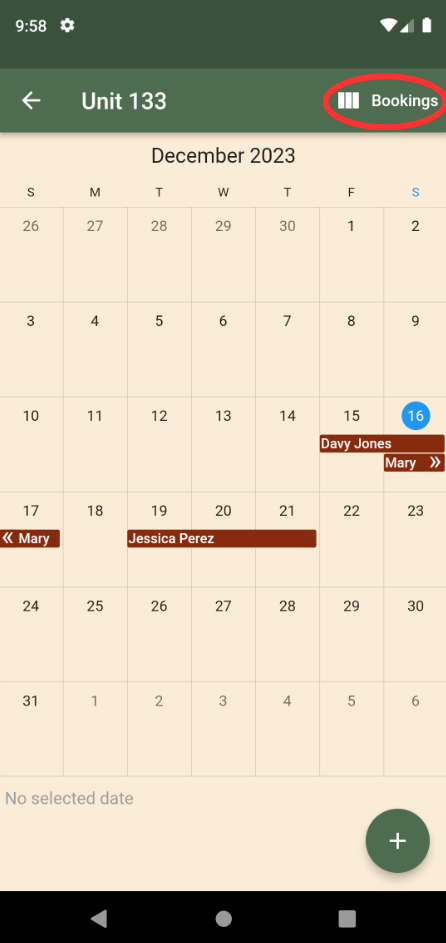 9:58
Unit 133
Bookings
December 2023
S M T W T F S
26 27 28 29 30 1 2
3 4 5 6 7 8 9
10 11 12 13 14 15 16
Davy Jones
Mary »
17 18 19 20 21 22 23
« Mary Jessica Perez
24 25 26 27 28 29 30
31 1 2 3 4 5 6
No selected date
+